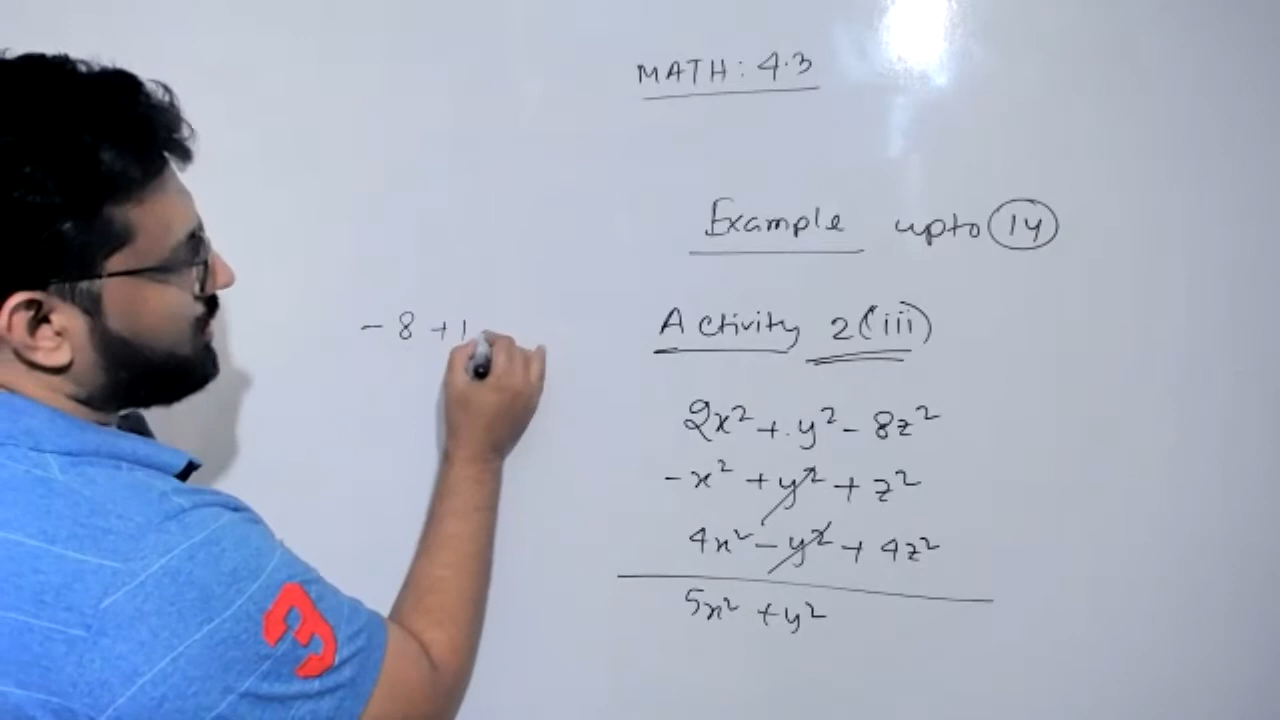 MATH: 4.3
Example upto 14
Activity 2(iii)
- 8 + 1
2x² + y² - 8z²
- x² + y² + z²
4x² - y² + 4z²
5x² + y²
3